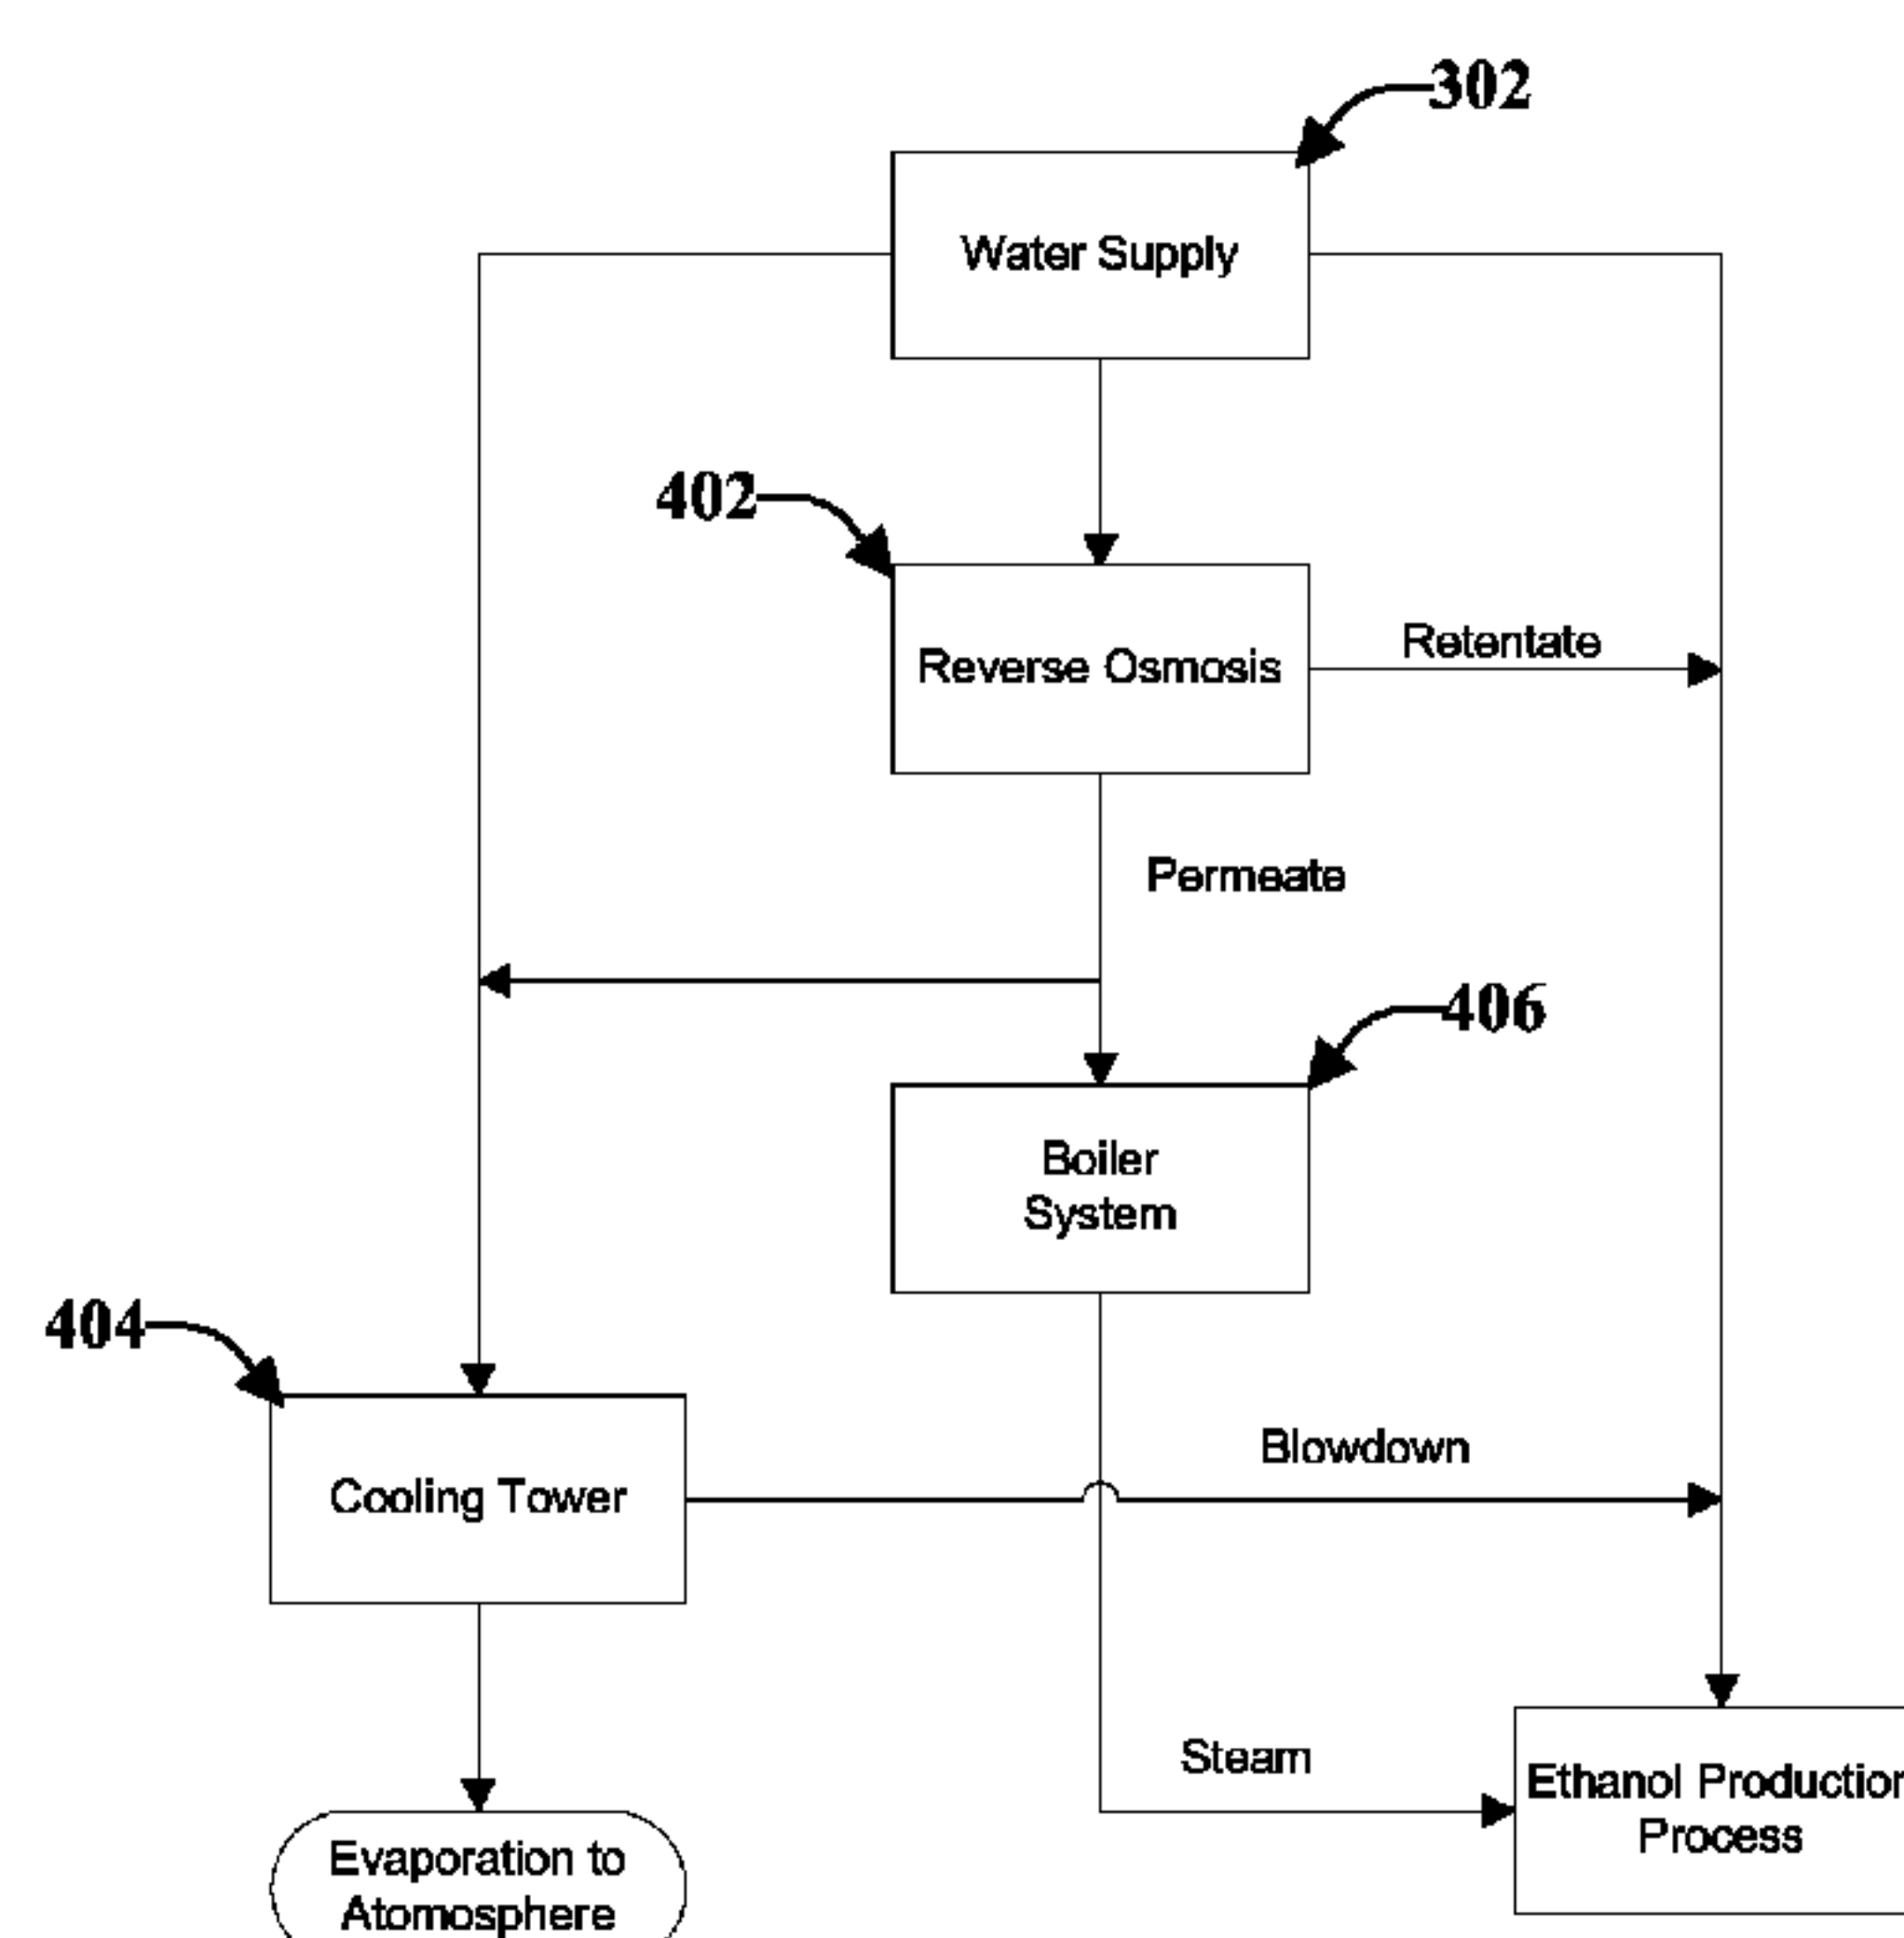 302
Water Supply
402
Reverse Osmosis
Retentate
Permeate
406
Boiler
System
404
Cooling Tower
Blowdown
Steam
Ethanol Production
Process
Evaporation to
Atomosphere